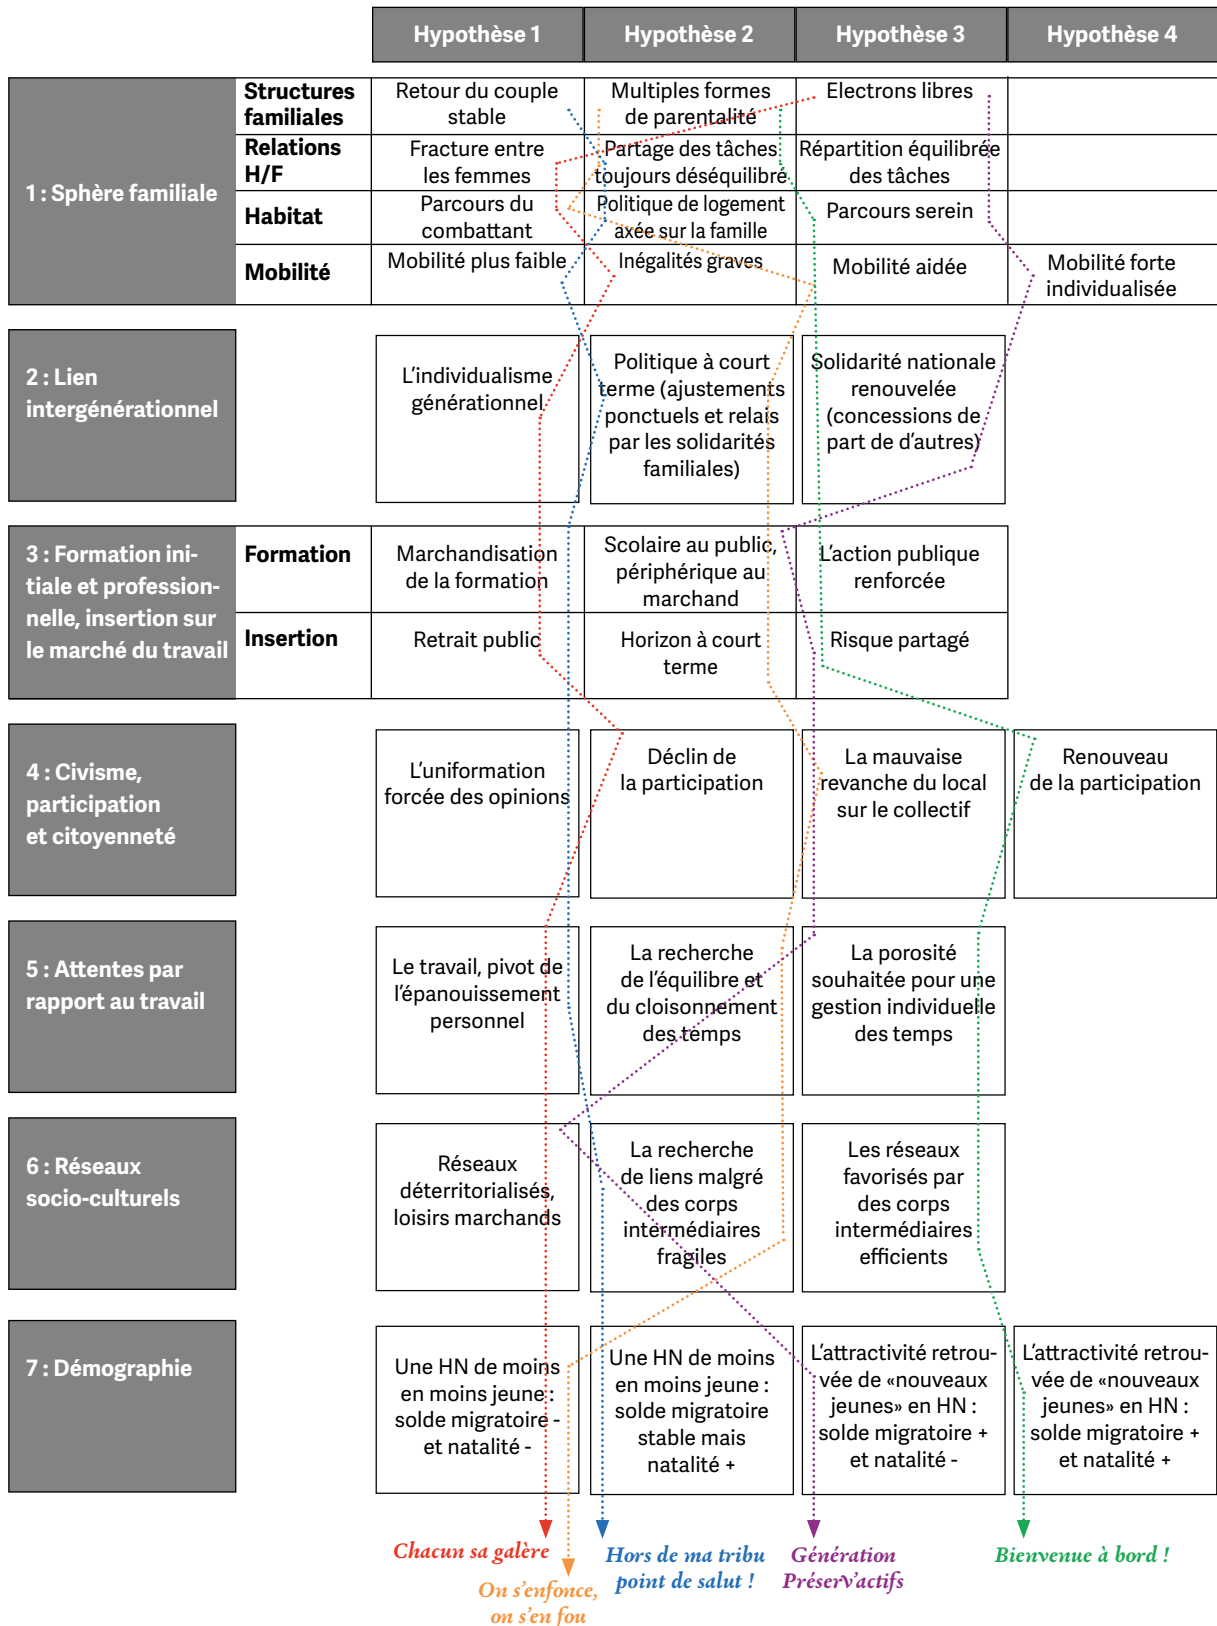 Hypothèse 1
Hypothèse 2
Hypothèse 3
Hypothèse 4
1 : Sphère familiale
Structures
familiales
Retour du couple
stable
Multiples formes
de parentalité
Electrons libres
Relations
H/F
Fracture entre
les femmes
Partage des tâches
toujours déséquilibré
Répartition équilibrée
des tâches
Habitat
Parcours du
combattant
Politique de logement
axée sur la famille
Parcours serein
Mobilité
Mobilité plus faible
Inégalités graves
Mobilité aidée
Mobilité forte
individualisée
2 : Lien
intergénérationnel
L'individualisme
générationnel
Politique à court
terme (ajustements
ponctuels et relais
par les solidarités
familiales)
Solidarité nationale
renouvelée
(concessions de
part de d'autres)
3 : Formation ini-
tiale et profession-
nelle, insertion sur
le marché du travail
Formation
Marchandisation
de la formation
Scolaire au public,
périphérique au
marchand
L'action publique
renforcée
Insertion
Retrait public
Horizon à court
terme
Risque partagé
4 : Civisme,
participation
et citoyenneté
L'uniformation
forcée des opinions
Déclin de
la participation
La mauvaise
revanche du local
sur le collectif
Renouveau
de la participation
5 : Attentes par
rapport au travail
Le travail, pivot de
l'épanouissement
personnel
La recherche
de l'équilibre et
du cloisonnement
des temps
La porosité
souhaitée pour une
gestion individuelle
des temps
6 : Réseaux
socio-culturels
Réseaux
déterritorialisés,
loisirs marchands
La recherche
de liens malgré
des corps
intermédiaires
fragiles
Les réseaux
favorisés par
des corps
intermédiaires
efficients
7 : Démographie
Une HN de moins
en moins jeune :
solde migratoire -
et natalité -
Une HN de moins
en moins jeune :
solde migratoire
stable mais
natalité +
L'attractivité retrou-
vée de «nouveaux
jeunes» en HN :
solde migratoire +
et natalité -
L'attractivité retrou-
vée de «nouveaux
jeunes» en HN :
solde migratoire +
et natalité +
Chacun sa galère
On s'enfonce,
on s'en fou
Hors de ma tribu
point de salut !
Génération
Préserv'actifs
Bienvenue à bord !